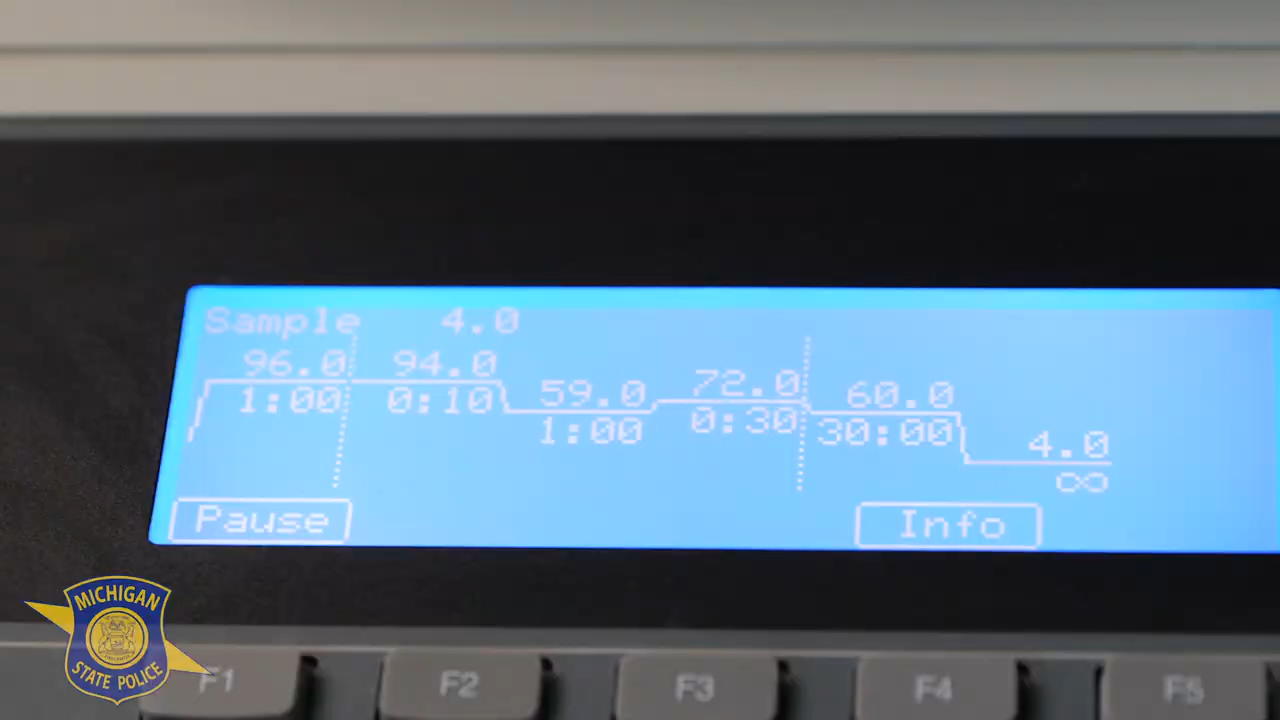 Sample 4.0
96.0 94.0 59.0 72.0 60.0 4.0
1:00 0:10 1:00 0:30 30:00 ∞
Pause Info
MICHIGAN
STATE POLICE
F1 F2 F3 F4 F5